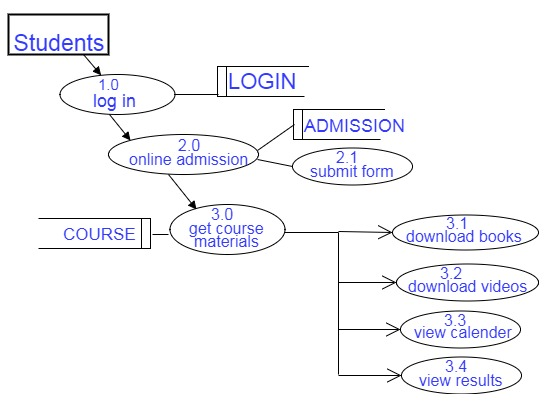 Students
1.0
log in
LOGIN
2.0
online admission
ADMISSION
2.1
submit form
3.0
get course
materials
COURSE
3.1
download books
3.2
download videos
3.3
view calender
3.4
view results